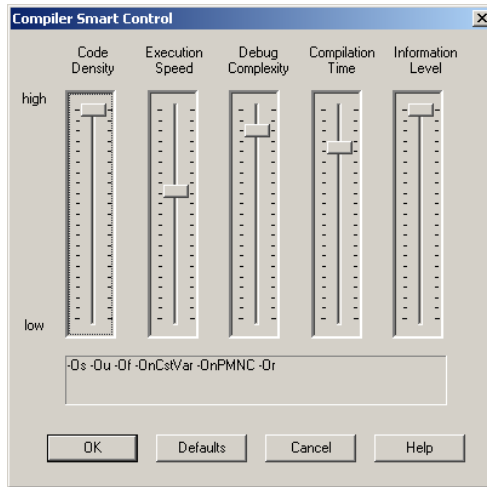 Compiler Smart Control
Code Density
Execution Speed
Debug Complexity
Compilation Time
Information Level
high
low
-Os -Ou -Of -OnCstVar -OnPMNC -Or
OK
Defaults
Cancel
Help